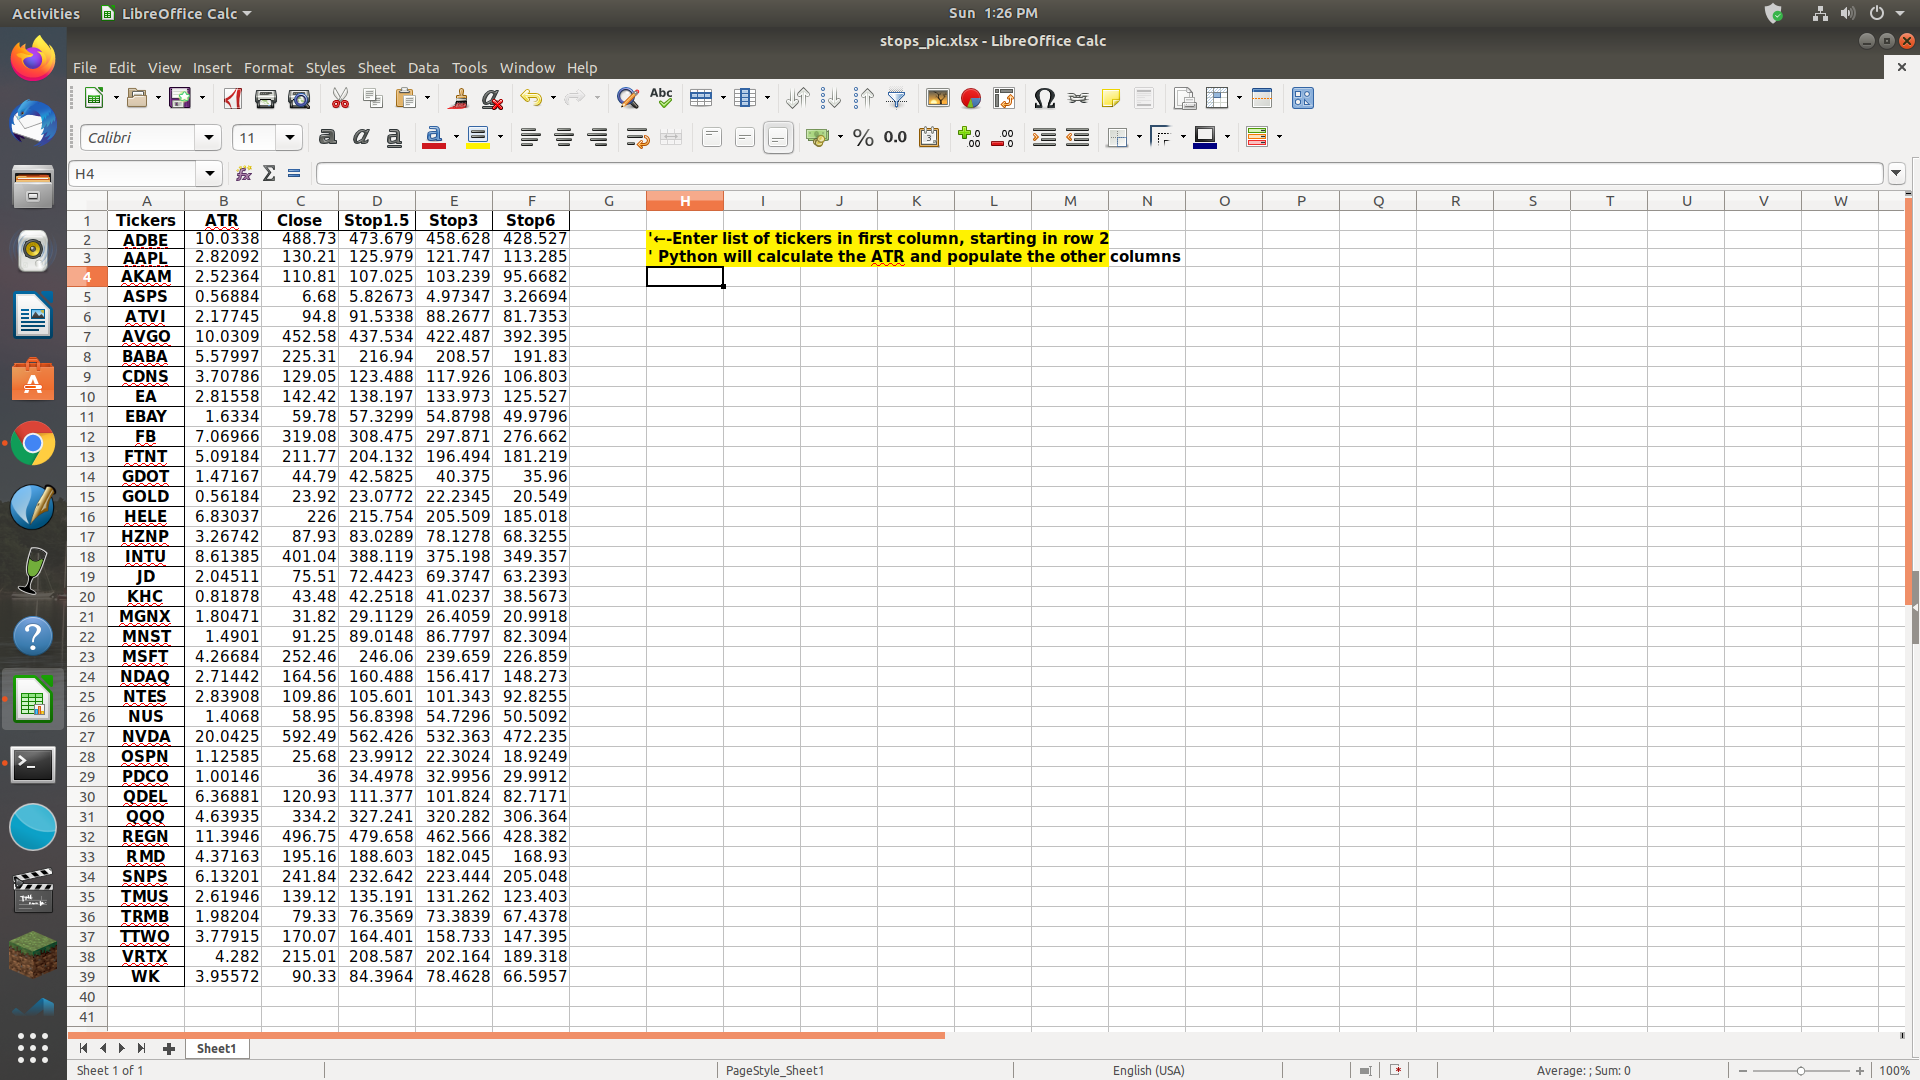 Activities LibreOffice Calc Sun 1:26 PM
stops_pic.xlsx - LibreOffice Calc
File Edit View Insert Format Styles Sheet Data Tools Window Help
Calibri 11
H4
A B C D E F G H I J K L M N O P Q R S T U V W
1 Tickers ATR Close Stop1.5 Stop3 Stop6
2 ADBE 10.0338 488.73 473.679 458.628 428.527 '←-Enter list of tickers in first column, starting in row 2
3 AAPL 2.82092 130.21 125.979 121.747 113.285 ' Python will calculate the ATR and populate the other columns
4 AKAM 2.52364 110.81 107.025 103.239 95.6682
5 ASPS 0.56884 6.68 5.82673 4.97347 3.26694
6 ATVI 2.17745 94.8 91.5338 88.2677 81.7353
7 AVGO 10.0309 452.58 437.534 422.487 392.395
8 BABA 5.57997 225.31 216.94 208.57 191.83
9 CDNS 3.70786 129.05 123.488 117.926 106.803
10 EA 2.81558 142.42 138.197 133.973 125.527
11 EBAY 1.6334 59.78 57.3299 54.8798 49.9796
12 FB 7.06966 319.08 308.475 297.871 276.662
13 FTNT 5.09184 211.77 204.132 196.494 181.219
14 GDOT 1.47167 44.79 42.5825 40.375 35.96
15 GOLD 0.56184 23.92 23.0772 22.2345 20.549
16 HELE 6.83037 226 215.754 205.509 185.018
17 HZNP 3.26742 87.93 83.0289 78.1278 68.3255
18 INTU 8.61385 401.04 388.119 375.198 349.357
19 JD 2.04511 75.51 72.4423 69.3747 63.2393
20 KHC 0.81878 43.48 42.2518 41.0237 38.5673
21 MGNX 1.80471 31.82 29.1129 26.4059 20.9918
22 MNST 1.4901 91.25 89.0148 86.7797 82.3094
23 MSFT 4.26684 252.46 246.06 239.659 226.859
24 NDAQ 2.71442 164.56 160.488 156.417 148.273
25 NTES 2.83908 109.86 105.601 101.343 92.8255
26 NUS 1.4068 58.95 56.8398 54.7296 50.5092
27 NVDA 20.0425 592.49 562.426 532.363 472.235
28 OSPN 1.12585 25.68 23.9912 22.3024 18.9249
29 PDCO 1.00146 36 34.4978 32.9956 29.9912
30 QDEL 6.36881 120.93 111.377 101.824 82.7171
31 QQQ 4.63935 334.2 327.241 320.282 306.364
32 REGN 11.3946 496.75 479.658 462.566 428.382
33 RMD 4.37163 195.16 188.603 182.045 168.93
34 SNPS 6.13201 241.84 232.642 223.444 205.048
35 TMUS 2.61946 139.12 135.191 131.262 123.403
36 TRMB 1.98204 79.33 76.3569 73.3839 67.4378
37 TTWO 3.77915 170.07 164.401 158.733 147.395
38 VRTX 4.282 215.01 208.587 202.164 189.318
39 WK 3.95572 90.33 84.3964 78.4628 66.5957
40
41
Sheet1
Sheet 1 of 1 PageStyle_Sheet1 English (USA) Average: ; Sum: 0 100%